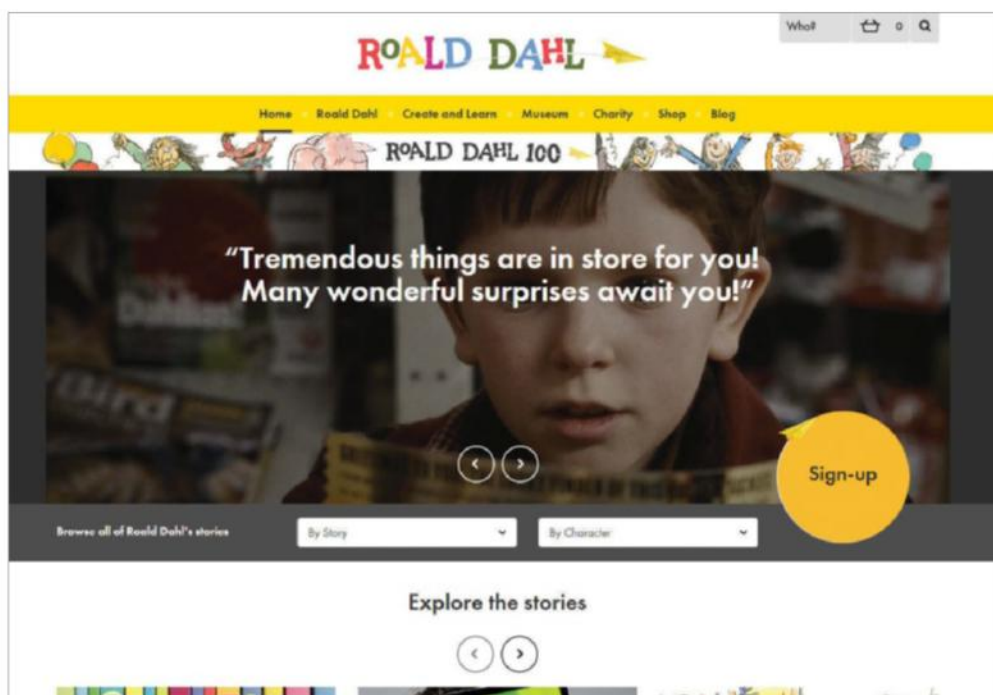 Who? 0
ROALD DAHL
Home Roald Dahl Create and Learn Museum Charity Shop Blog
ROALD DAHL 100
“Tremendous things are in store for you!
Many wonderful surprises await you!”
Sign-up
Browse all of Roald Dahl's stories
By Story
By Character
Explore the stories